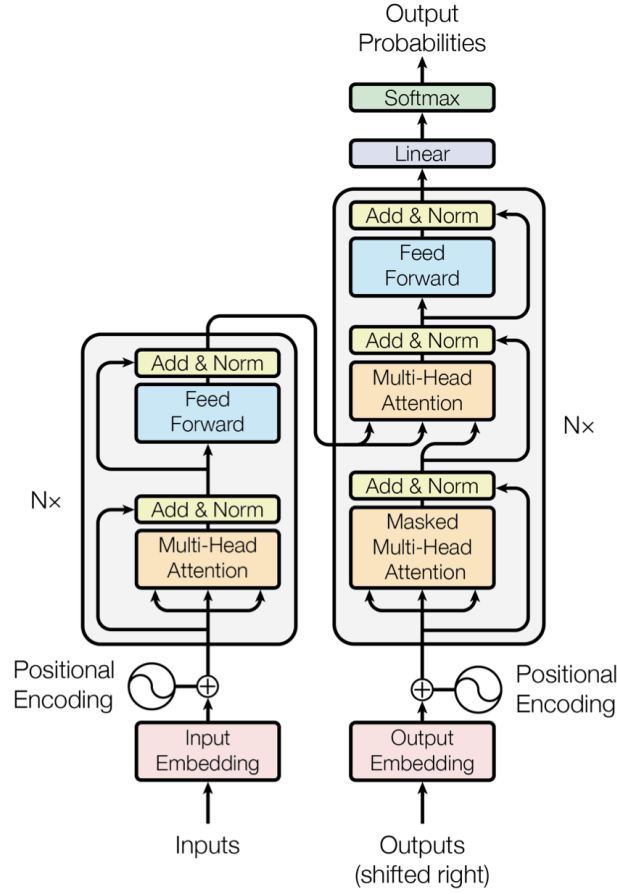 Output
Probabilities
Softmax
Linear
Add & Norm
Feed
Forward
Add & Norm
Multi-Head
Attention
N×
Add & Norm
Masked
Multi-Head
Attention
Add & Norm
Feed
Forward
N×
Add & Norm
Multi-Head
Attention
Positional
Encoding
Positional
Encoding
Input
Embedding
Output
Embedding
Inputs
Outputs
(shifted right)